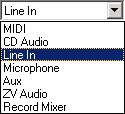 Line In
MIDI
CD Audio
Line In
Microphone
Aux
ZV Audio
Record Mixer